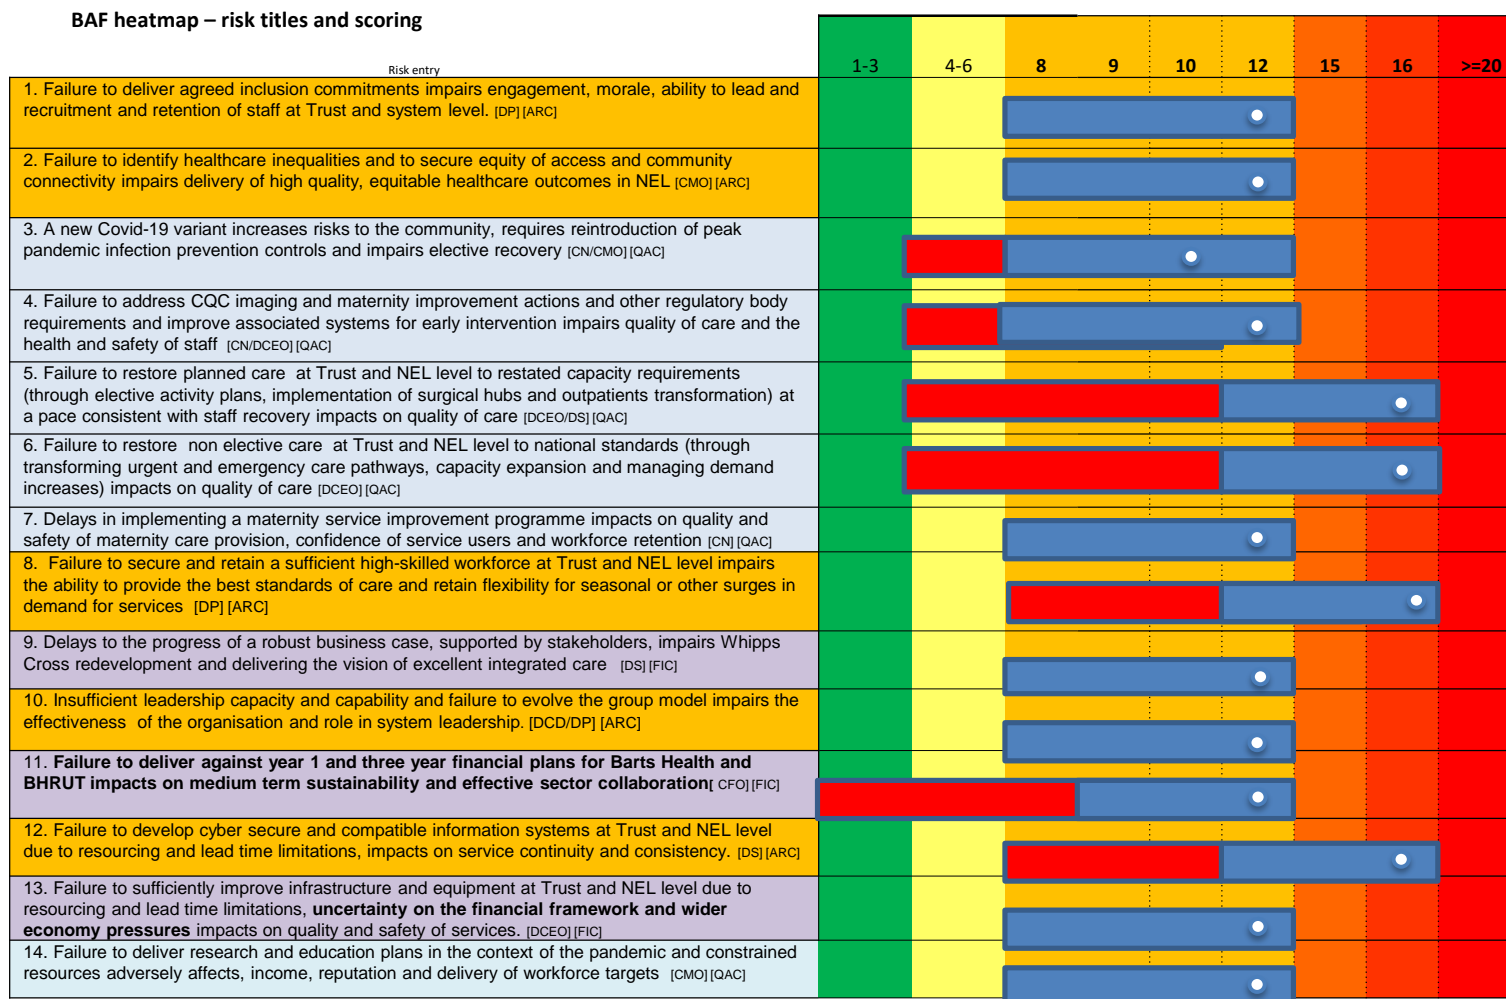 BAF heatmap – risk titles and scoring
Risk entry
1-3 4-6 8 9 10 12 15 16 >=20
1. Failure to deliver agreed inclusion commitments impairs engagement, morale, ability to lead and
recruitment and retention of staff at Trust and system level. [DP] [ARC]
2. Failure to identify healthcare inequalities and to secure equity of access and community
connectivity impairs delivery of high quality, equitable healthcare outcomes in NEL [CMO] [ARC]
3. A new Covid-19 variant increases risks to the community, requires reintroduction of peak
pandemic infection prevention controls and impairs elective recovery [CN/CMO] [QAC]
4. Failure to address CQC imaging and maternity improvement actions and other regulatory body
requirements and improve associated systems for early intervention impairs quality of care and the
health and safety of staff [CN/DCEO] [QAC]
5. Failure to restore planned care at Trust and NEL level to restated capacity requirements
(through elective activity plans, implementation of surgical hubs and outpatients transformation) at
a pace consistent with staff recovery impacts on quality of care [DCEO/DS] [QAC]
6. Failure to restore non elective care at Trust and NEL level to national standards (through
transforming urgent and emergency care pathways, capacity expansion and managing demand
increases) impacts on quality of care [DCEO] [QAC]
7. Delays in implementing a maternity service improvement programme impacts on quality and
safety of maternity care provision, confidence of service users and workforce retention [CN] [QAC]
8. Failure to secure and retain a sufficient high-skilled workforce at Trust and NEL level impairs
the ability to provide the best standards of care and retain flexibility for seasonal or other surges in
demand for services [DP] [ARC]
9. Delays to the progress of a robust business case, supported by stakeholders, impairs Whipps
Cross redevelopment and delivering the vision of excellent integrated care [DS] [FIC]
10. Insufficient leadership capacity and capability and failure to evolve the group model impairs the
effectiveness of the organisation and role in system leadership. [DCD/DP] [ARC]
11. Failure to deliver against year 1 and three year financial plans for Barts Health and
BHRUT impacts on medium term sustainability and effective sector collaboration[ CFO] [FIC]
12. Failure to develop cyber secure and compatible information systems at Trust and NEL level
due to resourcing and lead time limitations, impacts on service continuity and consistency. [DS] [ARC]
13. Failure to sufficiently improve infrastructure and equipment at Trust and NEL level due to
resourcing and lead time limitations, uncertainty on the financial framework and wider
economy pressures impacts on quality and safety of services. [DCEO] [FIC]
14. Failure to deliver research and education plans in the context of the pandemic and constrained
resources adversely affects, income, reputation and delivery of workforce targets [CMO] [QAC]